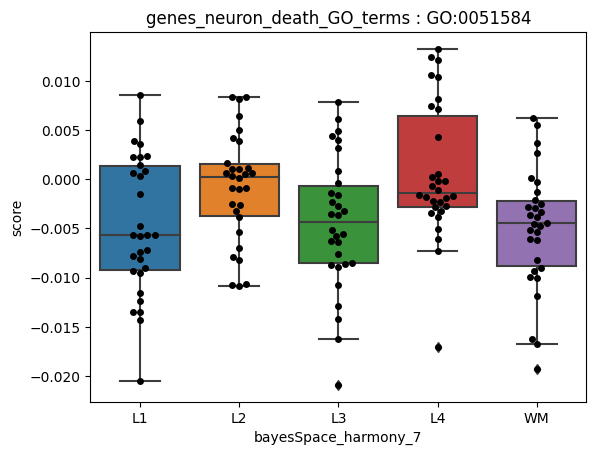 genes_neuron_death_GO_terms : GO:0051584
0.010
0.005
0.000
−0.005
−0.010
−0.015
−0.020
score
L1 L2 L3 L4 WM
bayesSpace_harmony_7